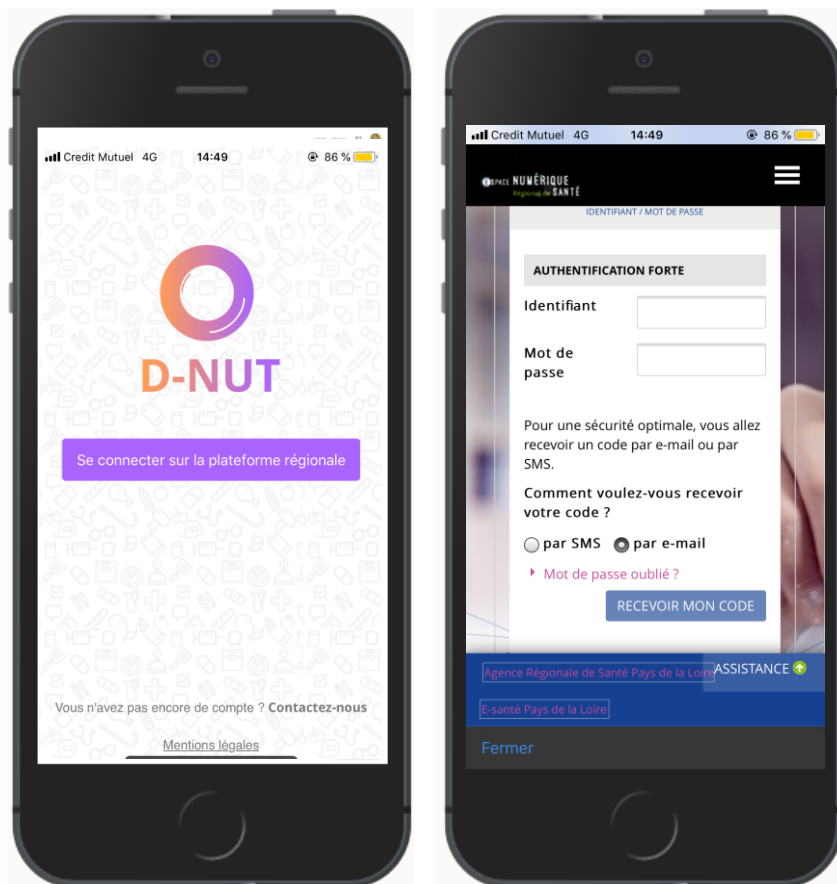 Credit Mutuel 4G 14:49 86 %
D-NUT
Se connecter sur la plateforme régionale
Vous n'avez pas encore de compte ? Contactez-nous
Mentions légales
Credit Mutuel 4G 14:49 86 %
ESPACE NUMÉRIQUE
Régional de SANTÉ
IDENTIFIANT / MOT DE PASSE
AUTHENTIFICATION FORTE
Identifiant
Mot de
passe
Pour une sécurité optimale, vous allez
recevoir un code par e-mail ou par
SMS.
Comment voulez-vous recevoir
votre code ?
par SMS par e-mail
Mot de passe oublié ?
RECEVOIR MON CODE
Agence Régionale de Santé Pays de la Loire ASSISTANCE
E-santé Pays de la Loire
Fermer